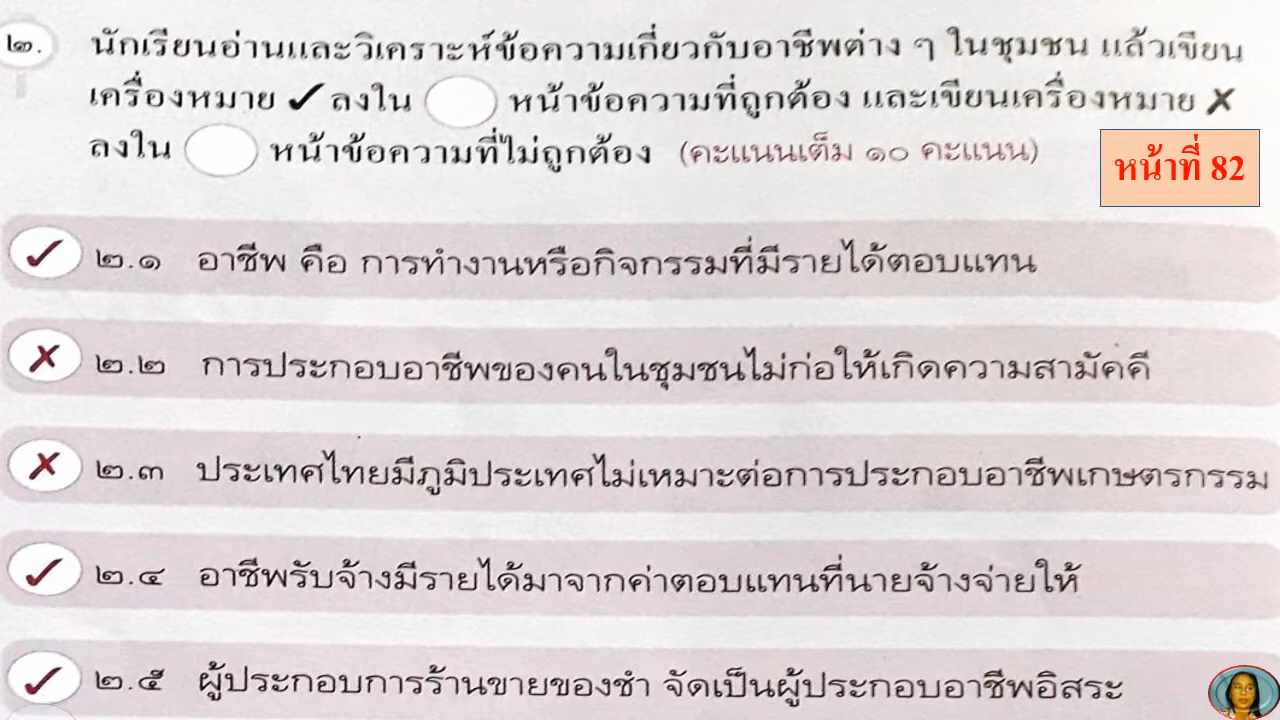 ๒. นักเรียนอ่านและวิเคราะห์ข้อความเกี่ยวกับอาชีพต่าง ๆ ในชุมชน แล้วเขียน
เครื่องหมาย ✓ ลงใน หน้าข้อความที่ถูกต้อง และเขียนเครื่องหมาย ✗
ลงใน หน้าข้อความที่ไม่ถูกต้อง (คะแนนเต็ม ๑๐ คะแนน)
หน้าที่ 82
✓ ๒.๑ อาชีพ คือ การทำงานหรือกิจกรรมที่มีรายได้ตอบแทน
✗ ๒.๒ การประกอบอาชีพของคนในชุมชนไม่ก่อให้เกิดความสามัคคี
✗ ๒.๓ ประเทศไทยมีภูมิประเทศไม่เหมาะต่อการประกอบอาชีพเกษตรกรรม
✓ ๒.๔ อาชีพรับจ้างมีรายได้มาจากค่าตอบแทนที่นายจ้างจ่ายให้
✓ ๒.๕ ผู้ประกอบการร้านขายของชำ จัดเป็นผู้ประกอบอาชีพอิสระ